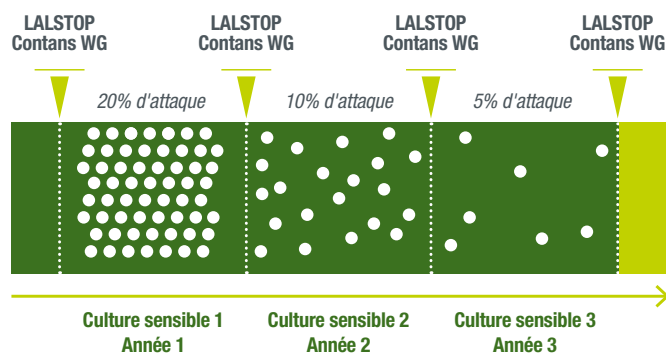 LALSTOP
Contans WG
LALSTOP
Contans WG
LALSTOP
Contans WG
LALSTOP
Contans WG
20% d'attaque
10% d'attaque
5% d'attaque
Culture sensible 1
Année 1
Culture sensible 2
Année 2
Culture sensible 3
Année 3